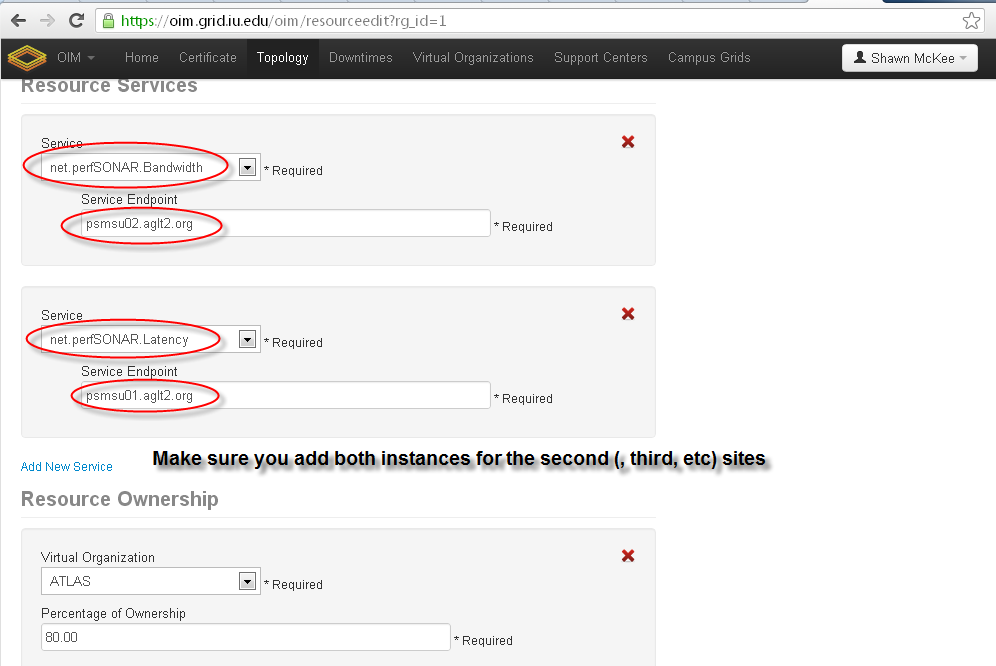 https://oim.grid.iu.edu/oim/resourceedit?rg_id=1
OIM Home Certificate Topology Downtimes Virtual Organizations Support Centers Campus Grids Shawn McKee
Resource Services
Service
net.perfSONAR.Bandwidth * Required
Service Endpoint
psmsu02.aglt2.org * Required
Service
net.perfSONAR.Latency * Required
Service Endpoint
psmsu01.aglt2.org * Required
Add New Service Make sure you add both instances for the second (, third, etc) sites
Resource Ownership
Virtual Organization
ATLAS * Required
Percentage of Ownership
80.00 * Required